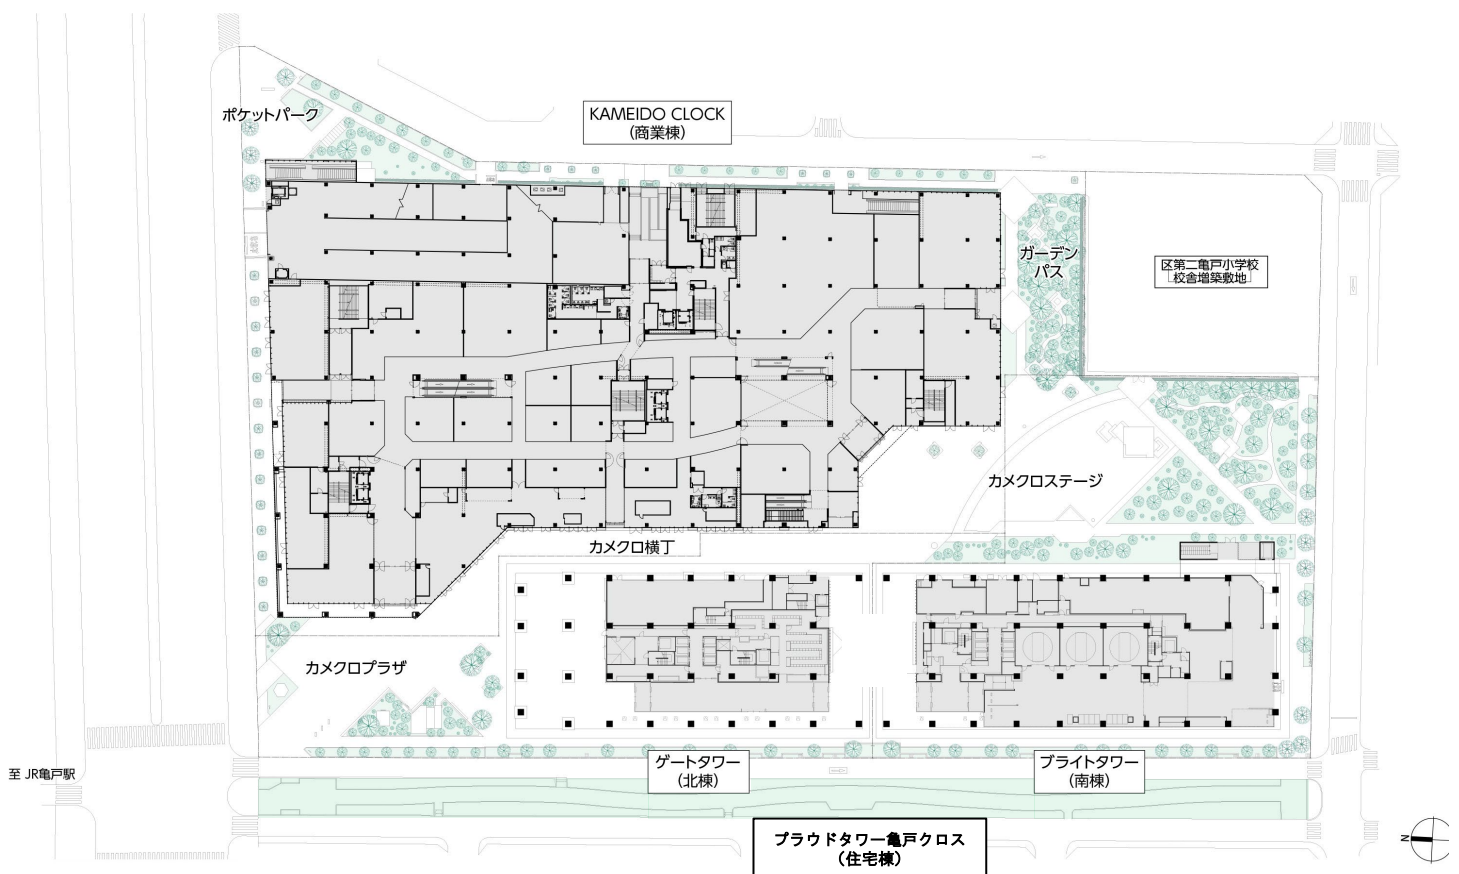 KAMEIDO CLOCK
(商業棟)
ポケットパーク
ガーデン
パス
区第二亀戸小学校
校舎増築敷地
カメクロステージ
カメクロ横丁
カメクロプラザ
ゲートタワー
(北棟)
ブライトタワー
(南棟)
至 JR亀戸駅
プラウドタワー亀戸クロス
(住宅棟)
N